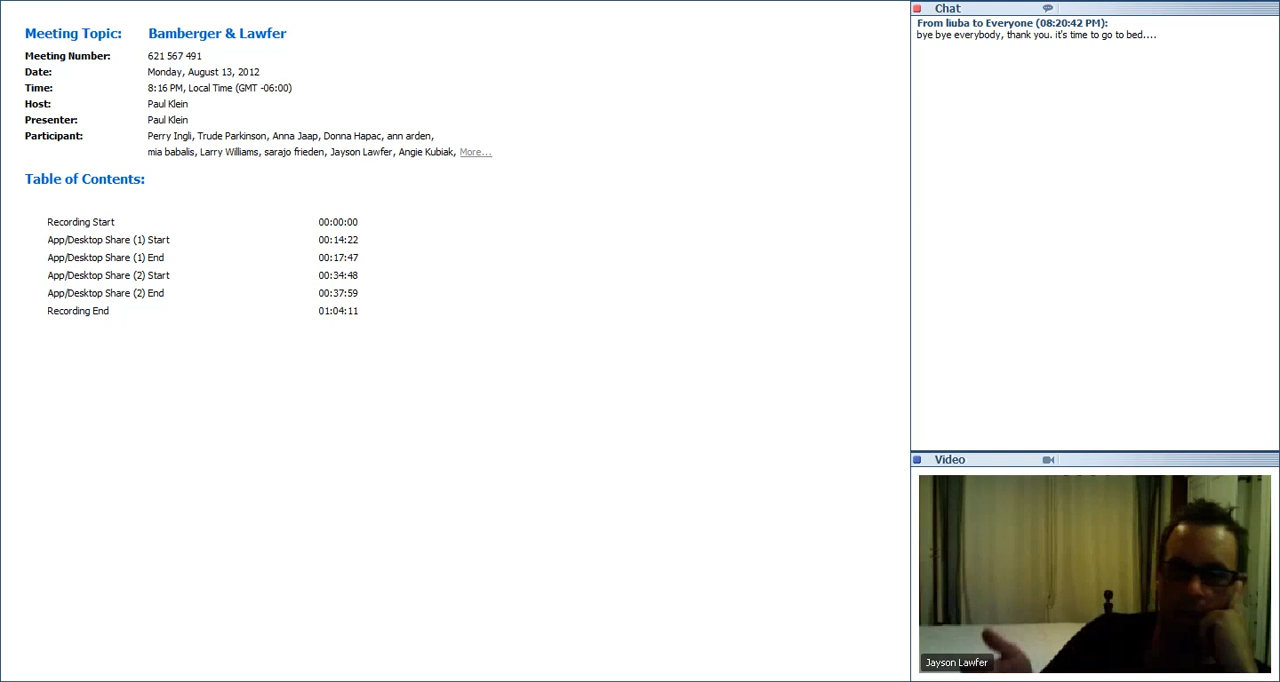 Meeting Topic: Bamberger & Lawfer
Meeting Number: 621 567 491
Date: Monday, August 13, 2012
Time: 8:16 PM, Local Time (GMT -06:00)
Host: Paul Klein
Presenter: Paul Klein
Participant: Perry Ingli, Trude Parkinson, Anna Jaap, Donna Hapac, ann arden,
mia babalis, Larry Williams, sarajo frieden, Jayson Lawfer, Angie Kubiak, More...
Table of Contents:
Recording Start 00:00:00
App/Desktop Share (1) Start 00:14:22
App/Desktop Share (1) End 00:17:47
App/Desktop Share (2) Start 00:34:48
App/Desktop Share (2) End 00:37:59
Recording End 01:04:11
Chat
From liuba to Everyone (08:20:42 PM):
bye bye everybody, thank you. it's time to go to bed....
Video
Jayson Lawfer